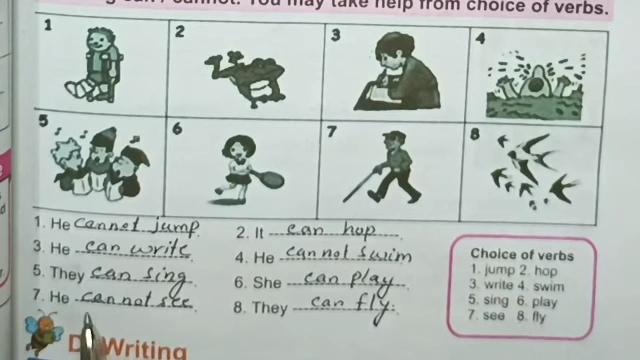 can / cannot. You may take help from choice of verbs.
1 2 3 4
5 6 7 8
1. He cannot jump. 2. It can hop.
3. He can write. 4. He cannot swim
5. They can sing. 6. She can play.
7. He cannot see. 8. They can fly.
Choice of verbs
1. jump 2. hop
3. write 4. swim
5. sing 6. play
7. see 8. fly
D Writing